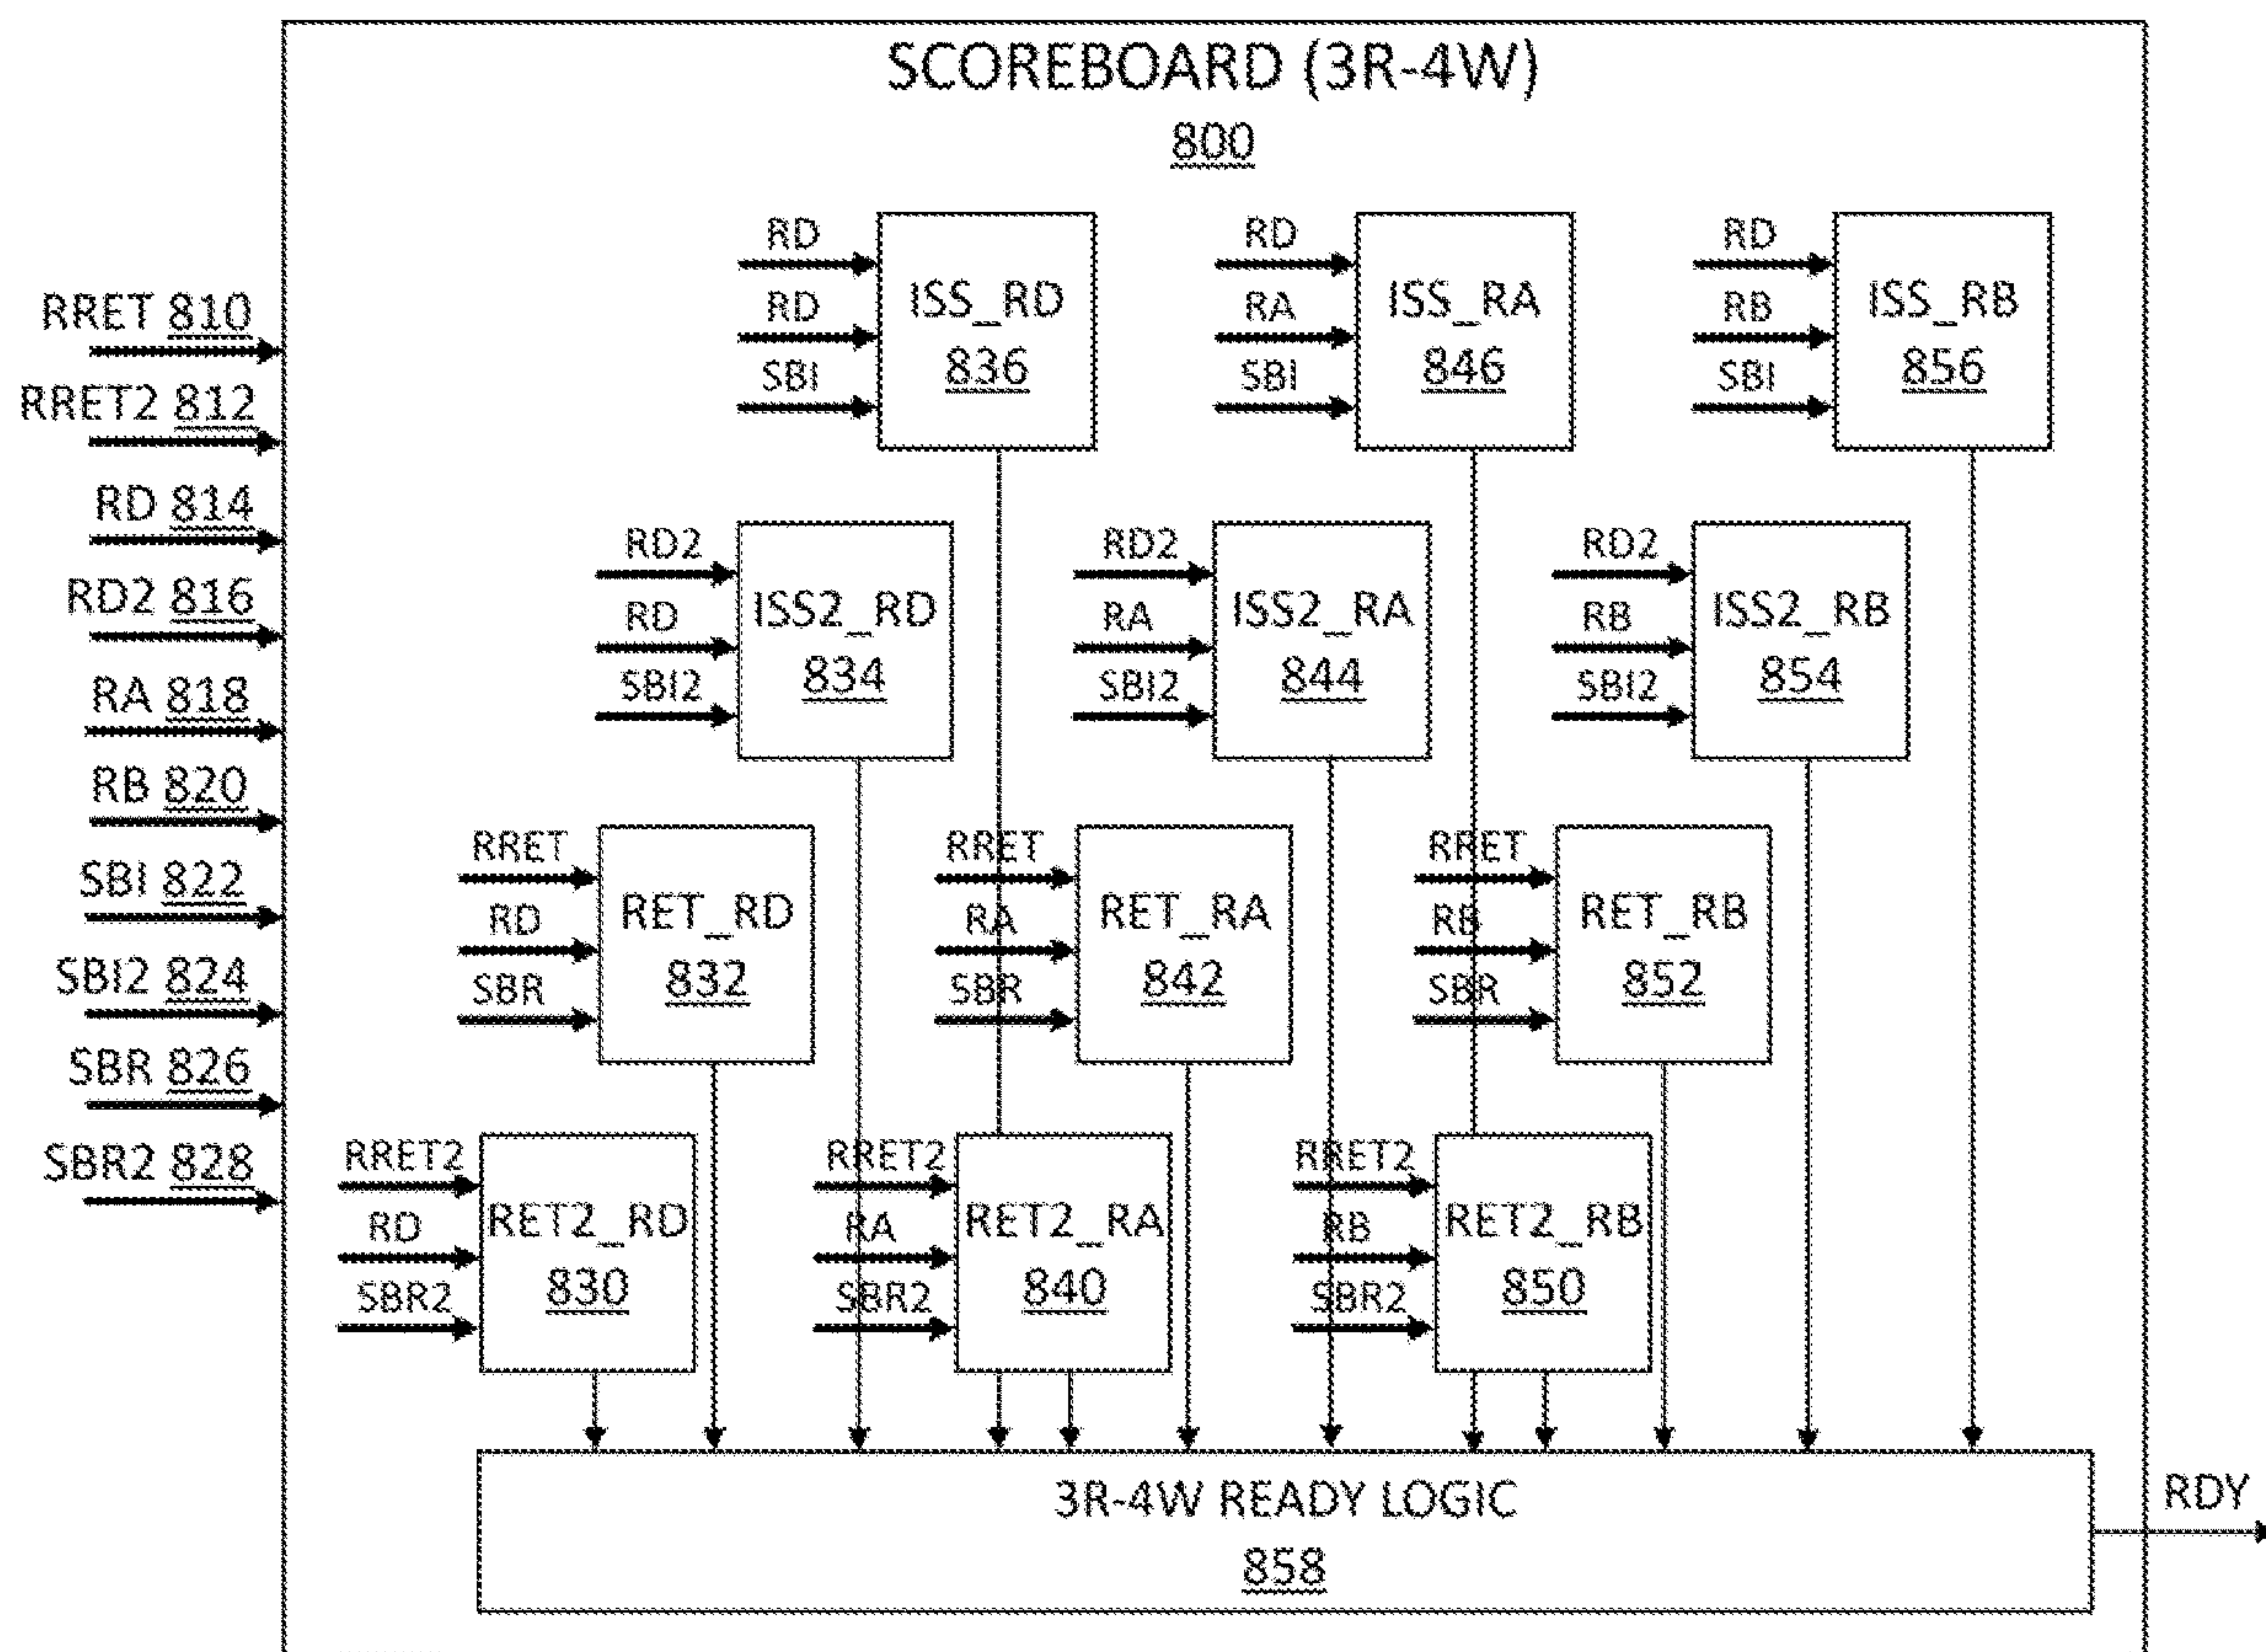 SCOREBOARD (3R-4W)
800
RRET 810
RRET2 812
RD 814
RD2 816
RA 818
RB 820
SBI 822
SBI2 824
SBR 826
SBR2 828
RD
RD
SBI
ISS_RD
836
RD
RA
SBI
ISS_RA
846
RD
RB
SBI
ISS_RB
856
RD2
RD
SBI2
ISS2_RD
834
RD2
RA
SBI2
ISS2_RA
844
RD2
RB
SBI2
ISS2_RB
854
RRET
RD
SBR
RET_RD
832
RRET
RA
SBR
RET_RA
842
RRET
RB
SBR
RET_RB
852
RRET2
RD
SBR2
RET2_RD
830
RRET2
RA
SBR2
RET2_RA
840
RRET2
RB
SBR2
RET2_RB
850
3R-4W READY LOGIC
858
RDY